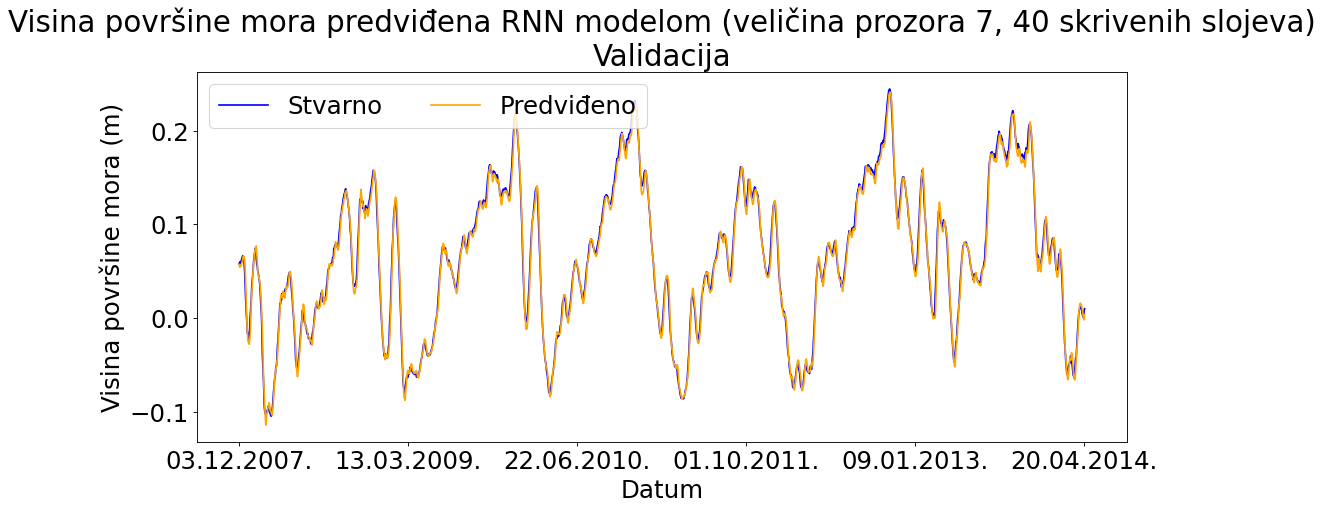 Visina površine mora predviđena RNN modelom (veličina prozora 7, 40 skrivenih slojeva)
Validacija
Stvarno Predviđeno
Visina površine mora (m)
0.2
0.1
0.0
−0.1
03.12.2007. 13.03.2009. 22.06.2010. 01.10.2011. 09.01.2013. 20.04.2014.
Datum